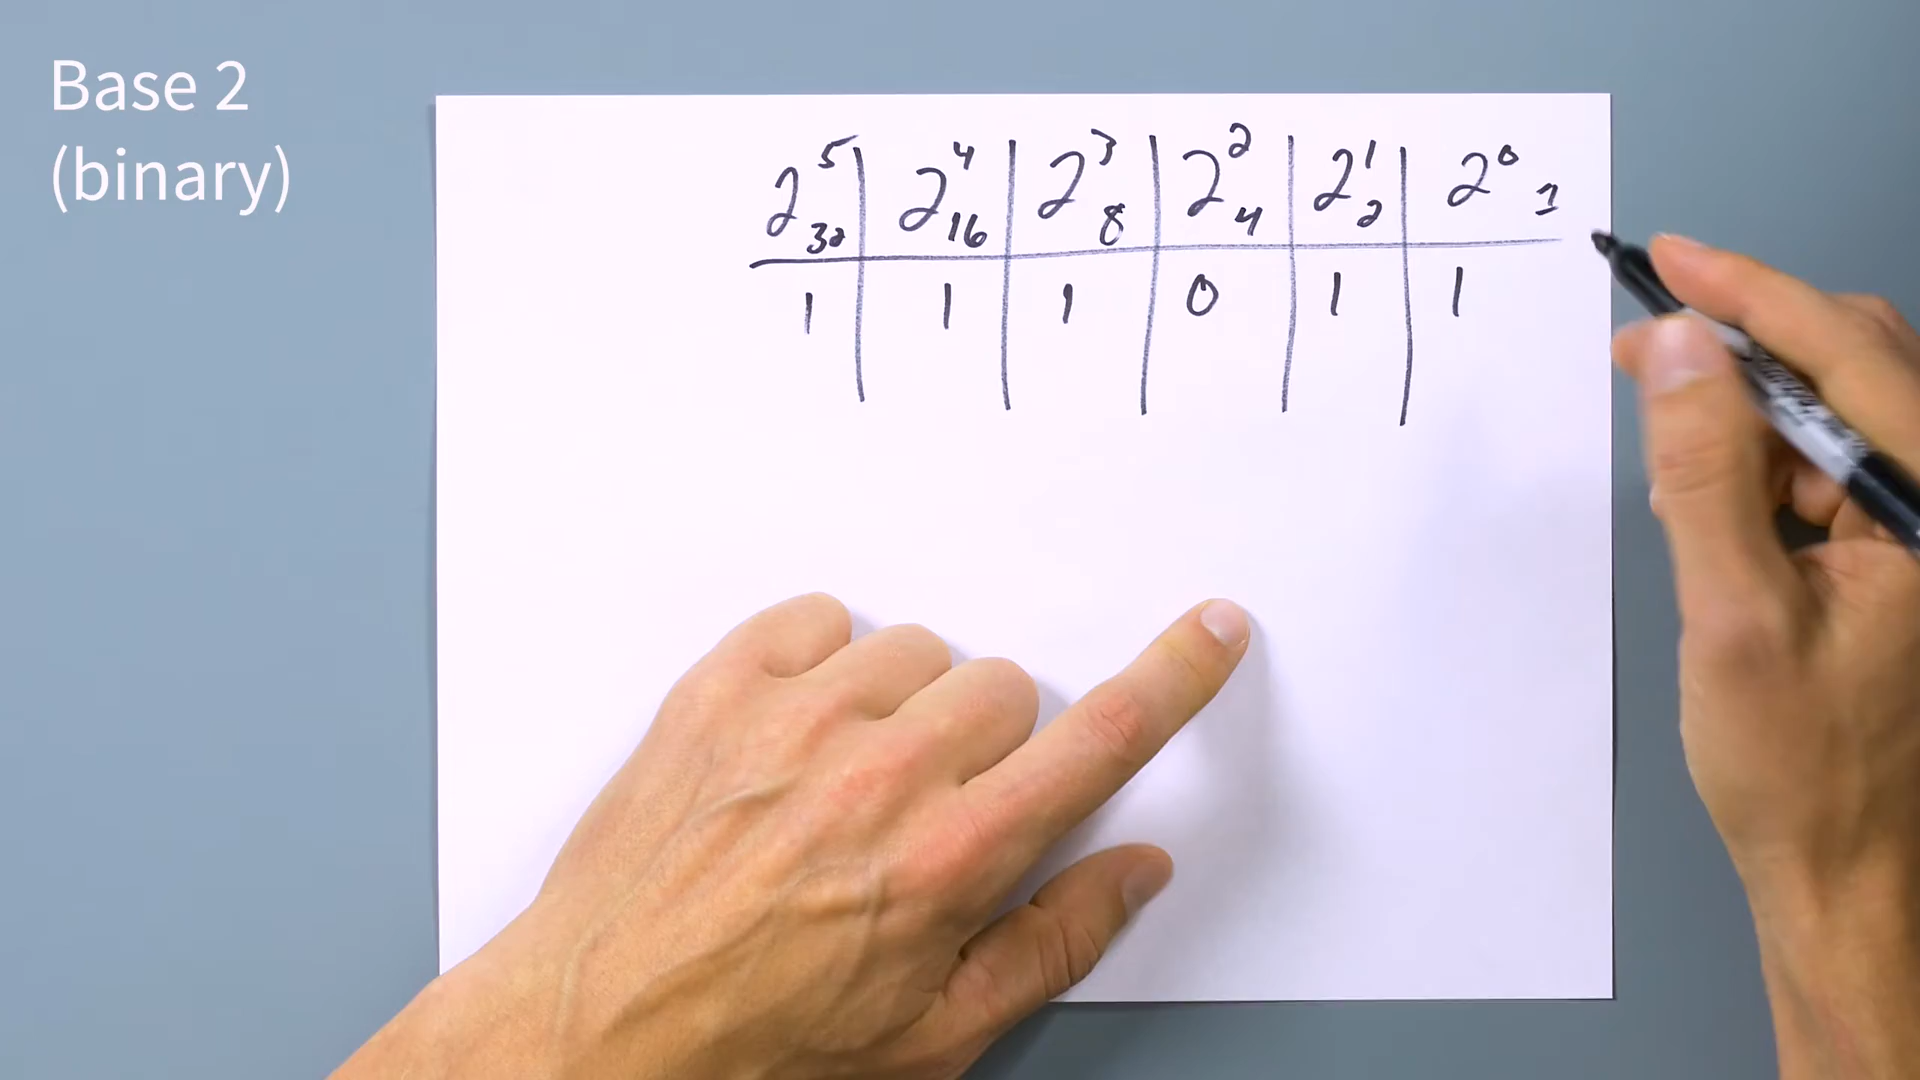 Base 2
(binary)
2⁵ 2⁴ 2³ 2² 2¹ 2⁰
32 16 8 4 2 1
1 1 1 0 1 1